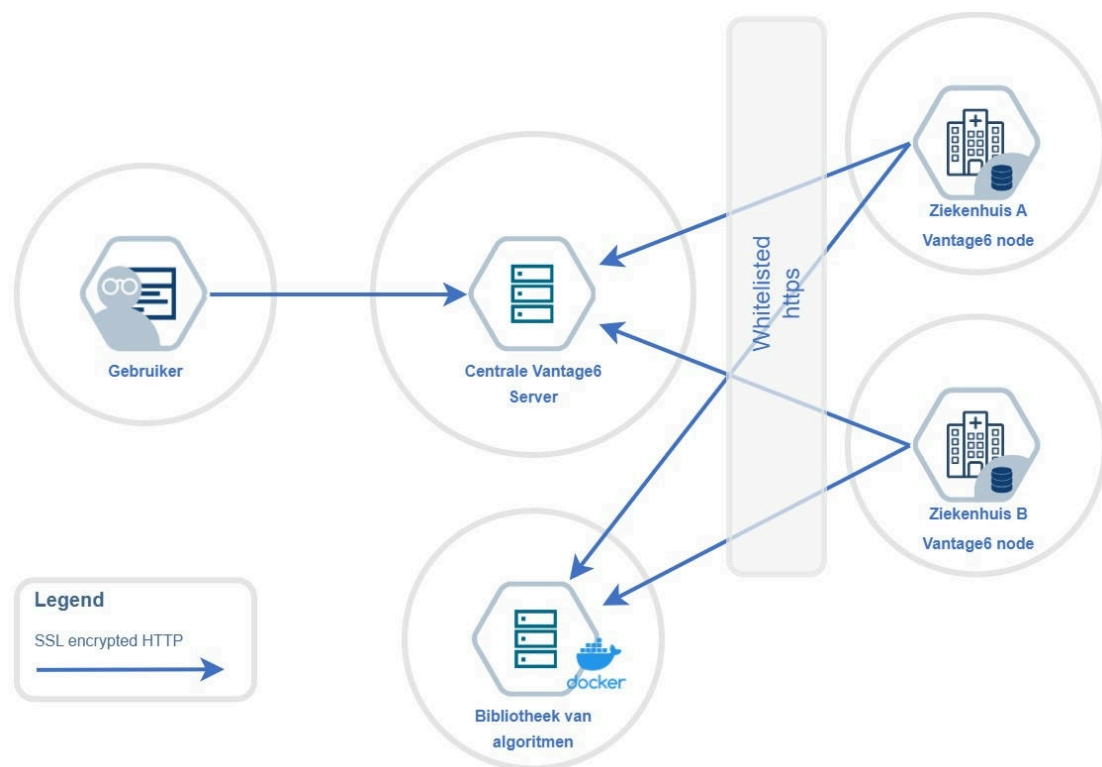 Ziekenhuis A
Vantage6 node
Whitelisted
https
Gebruiker
Centrale Vantage6
Server
Ziekenhuis B
Vantage6 node
Legend
SSL encrypted HTTP
docker
Bibliotheek van
algoritmen